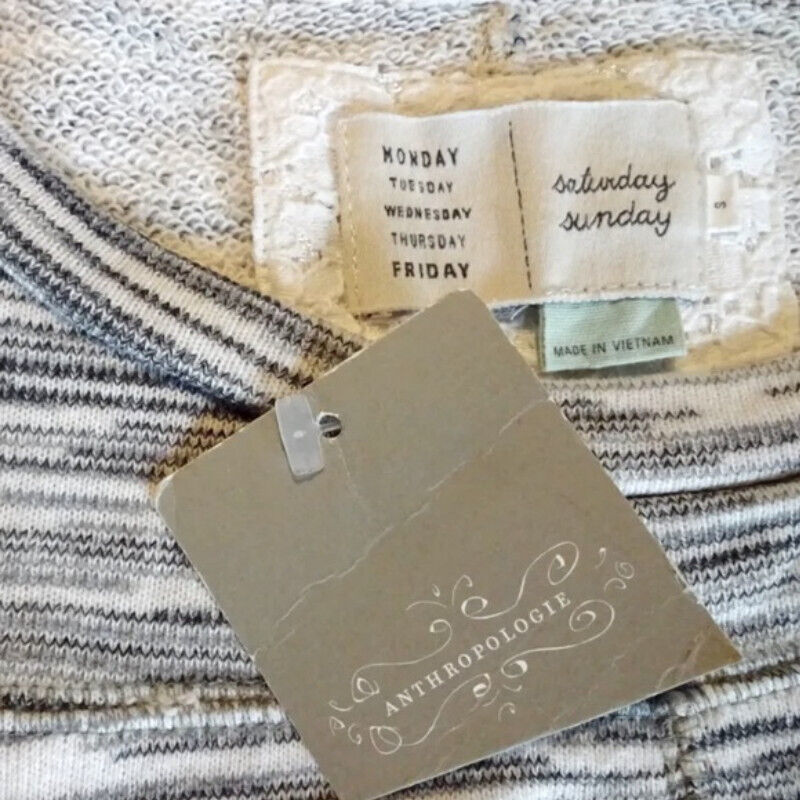 MONDAY
TUESDAY
WEDNESDAY
THURSDAY
FRIDAY
saturday
sunday
S
MADE IN VIETNAM
ANTHROPOLOGIE